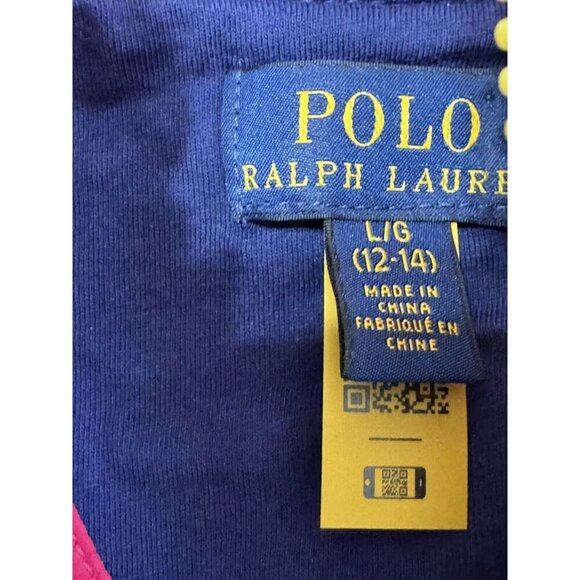 POLO
RALPH LAURE
L/G
(12-14)
MADE IN
CHINA
FABRIQUÉ EN
CHINE